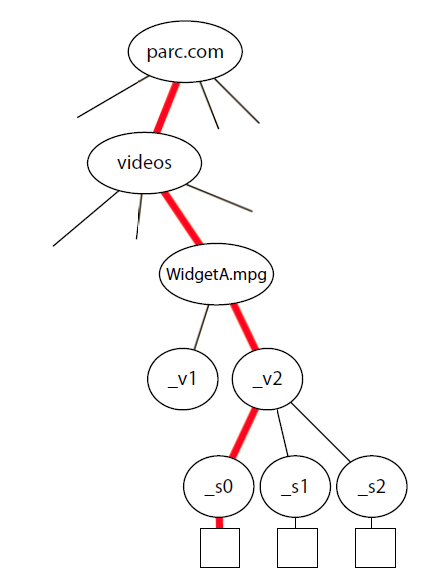 parc.com
videos
WidgetA.mpg
_v1
_v2
_s0
_s1
_s2